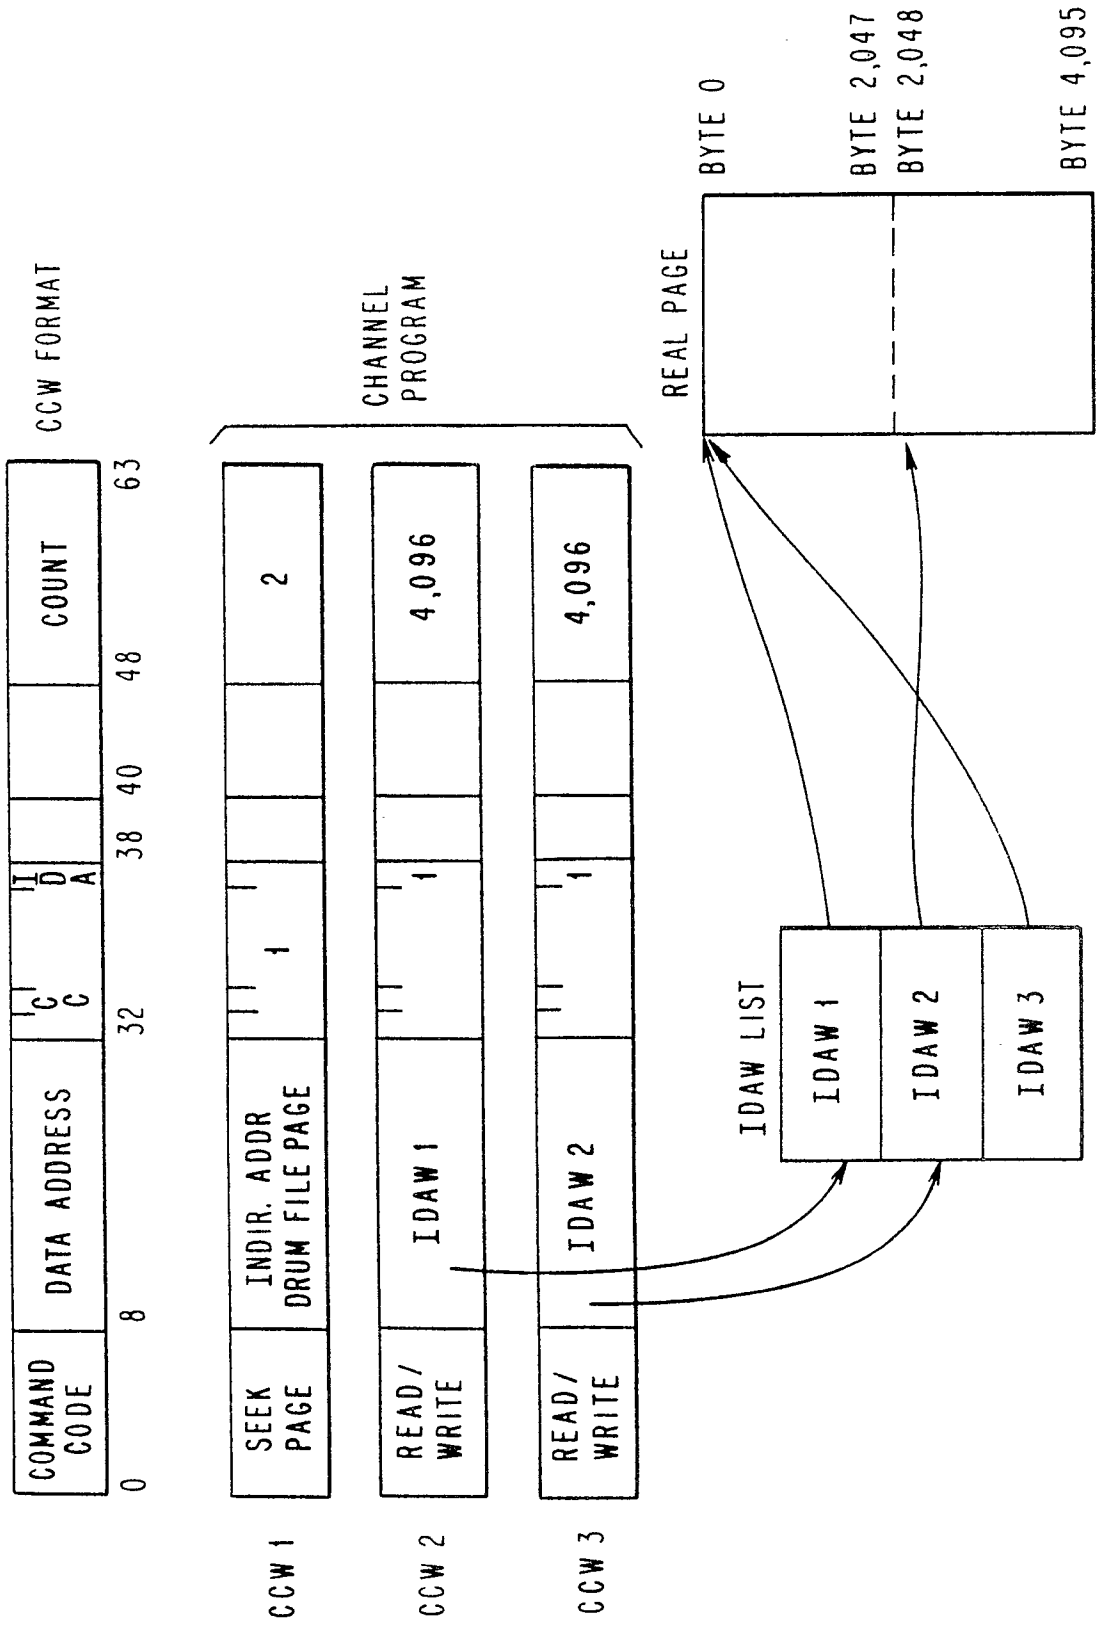 CCW FORMAT
COMMAND
CODE
DATA ADDRESS
C
C
I
D
A
COUNT
0
8
32
38
40
48
63
CHANNEL
PROGRAM
CCW 1
SEEK
PAGE
INDIR. ADDR
DRUM FILE PAGE
1
2
CCW 2
READ/
WRITE
IDAW 1
1
4,096
CCW 3
READ/
WRITE
IDAW 2
1
4,096
IDAW LIST
IDAW 1
IDAW 2
IDAW 3
REAL PAGE
BYTE 0
BYTE 2,047
BYTE 2,048
BYTE 4,095